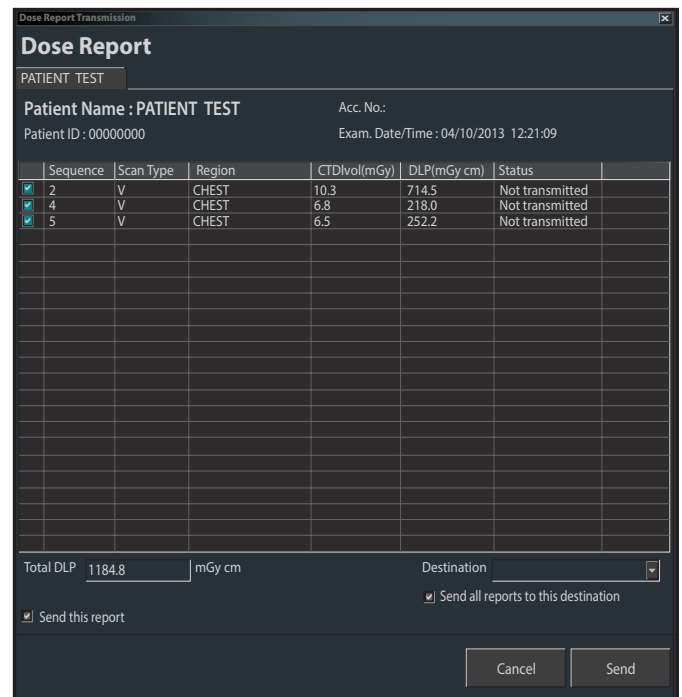 Dose Report Transmission
Dose Report
PATIENT TEST
Patient Name : PATIENT TEST Acc. No.:
Patient ID : 00000000 Exam. Date/Time : 04/10/2013 12:21:09
Sequence Scan Type Region CTDIvol(mGy) DLP(mGy cm) Status
2 V CHEST 10.3 714.5 Not transmitted
4 V CHEST 6.8 218.0 Not transmitted
5 V CHEST 6.5 252.2 Not transmitted
Total DLP 1184.8 mGy cm Destination
Send all reports to this destination
Send this report
Cancel Send